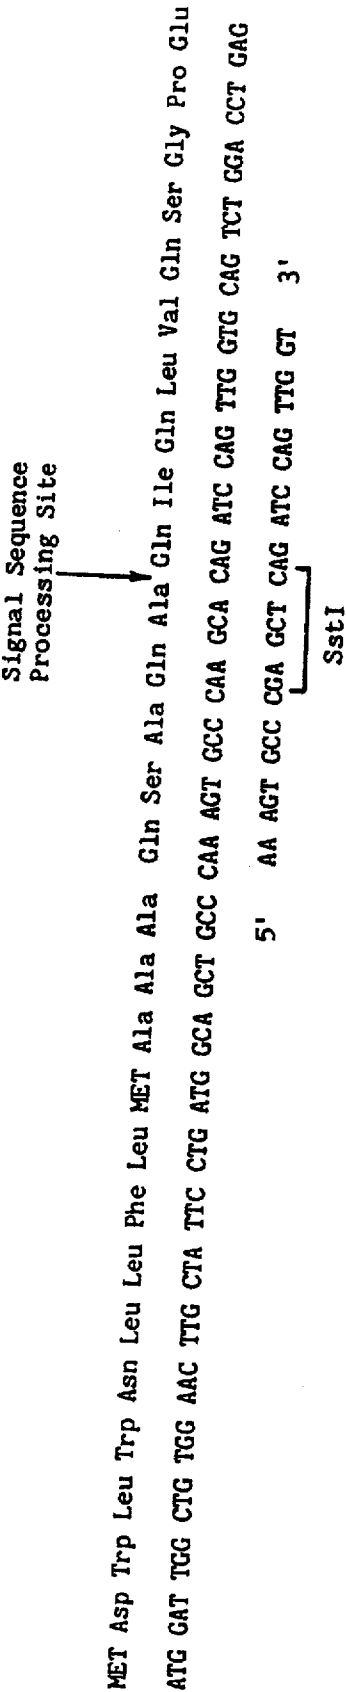 Signal Sequence
Processing Site
MET Asp Trp Leu Trp Asn Leu Leu Phe Leu MET Ala Ala Ala Gln Ser Ala Gln Ala Gln Ile Gln Leu Val Gln Ser Gly Pro Glu
ATG GAT TGG CTG TGG AAC TTG CTA TTC CTG ATG GCA GCT GCC CAA AGT GCC CAA GCA CAG ATC CAG TTG GTG CAG TCT GGA CCT GAG
5' AA AGT GCC CGA GCT CAG ATC CAG TTG GT 3'
SstI